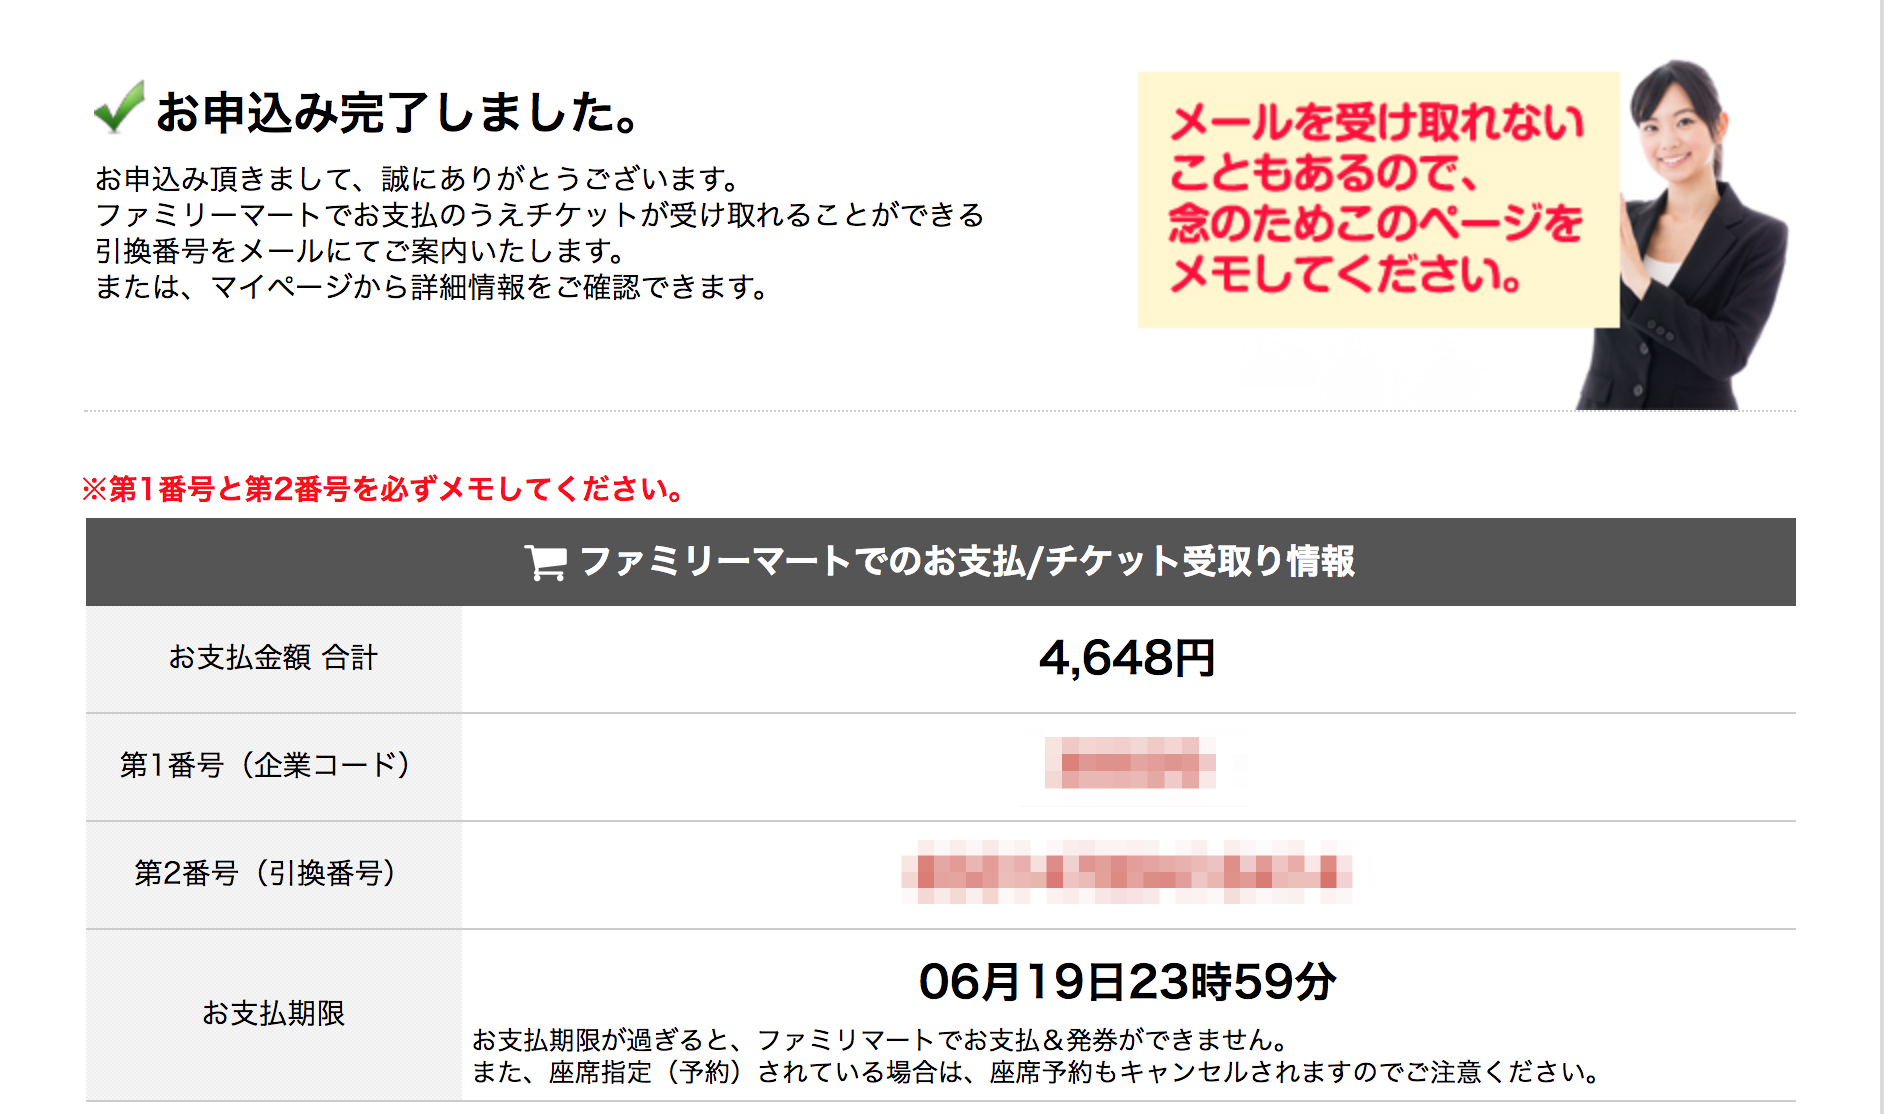 お申込み完了しました。
お申込み頂きまして、誠にありがとうございます。
ファミリーマートでお支払のうえチケットが受け取れることができる
引換番号をメールにてご案内いたします。
または、マイページから詳細情報をご確認できます。
メールを受け取れない
こともあるので、
念のためこのページを
メモしてください。
※第1番号と第2番号を必ずメモしてください。
ファミリーマートでのお支払/チケット受取り情報
お支払金額 合計
4,648円
第1番号（企業コード）
第2番号（引換番号）
お支払期限
06月19日23時59分
お支払期限が過ぎると、ファミリマートでお支払＆発券ができません。
また、座席指定（予約）されている場合は、座席予約もキャンセルされますのでご注意ください。